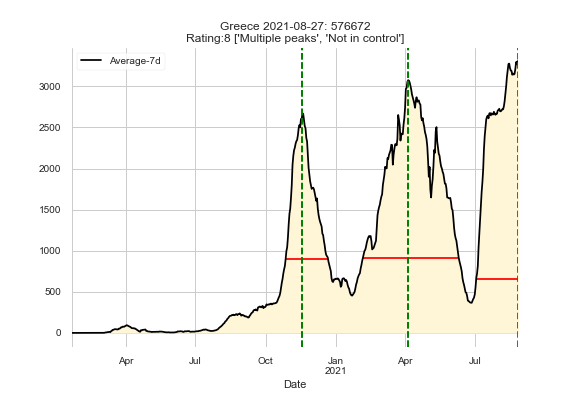 Greece 2021-08-27: 576672
Rating:8 ['Multiple peaks', 'Not in control']
Average-7d
3000
2500
2000
1500
1000
500
0
Apr Jul Oct Jan Apr Jul
2021
Date